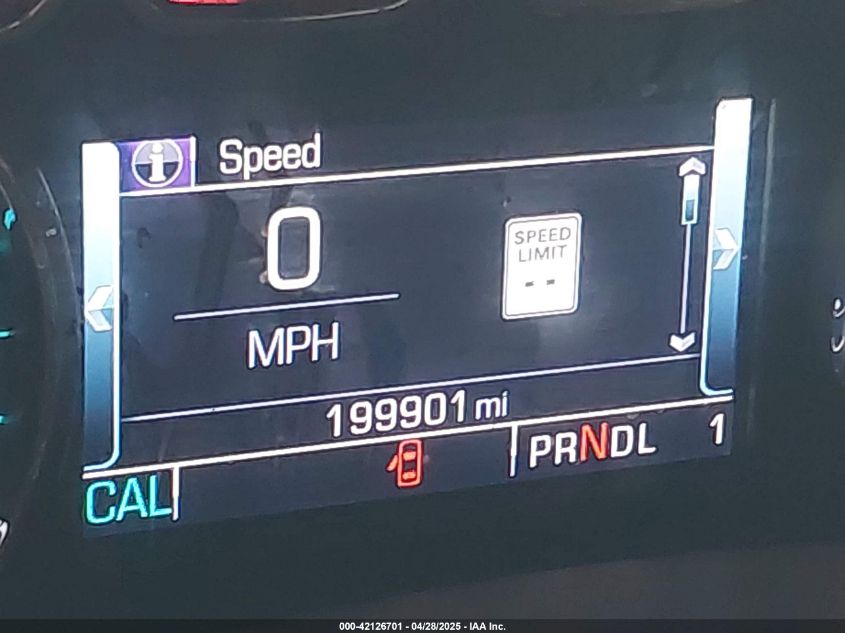 Speed
0
MPH
SPEED
LIMIT
--
199901 mi
CAL
PRNDL 1
000-42126701 - 04/28/2025 - IAA Inc.